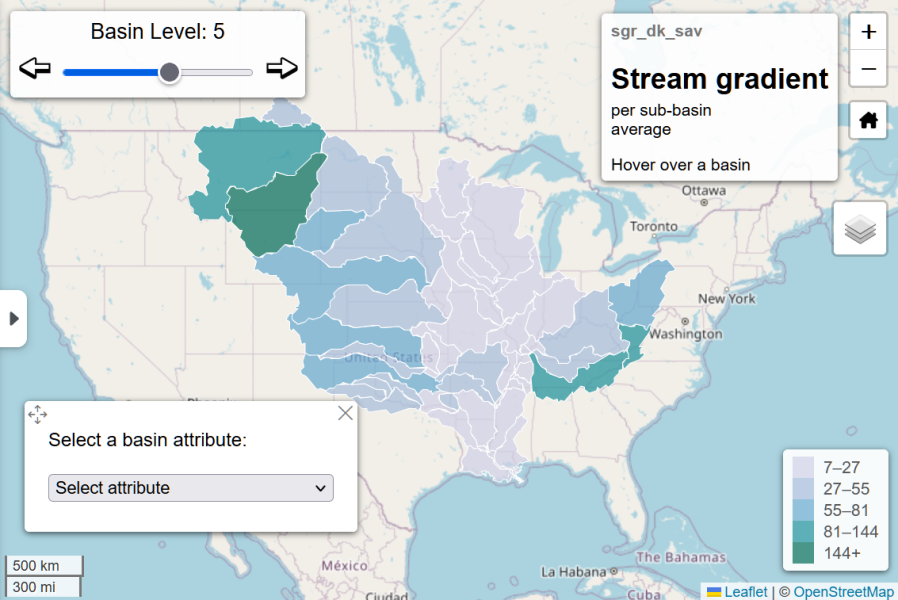 Basin Level: 5
sgr_dk_sav
Stream gradient
per sub-basin
average
Hover over a basin
+
−
Ottawa
Toronto
New York
Washington
United States
Select a basin attribute:
Select attribute
7–27
27–55
55–81
81–144
144+
500 km
300 mi
México
Ciudad
La Habana
The Bahamas
Cuba
Leaflet | © OpenStreetMap